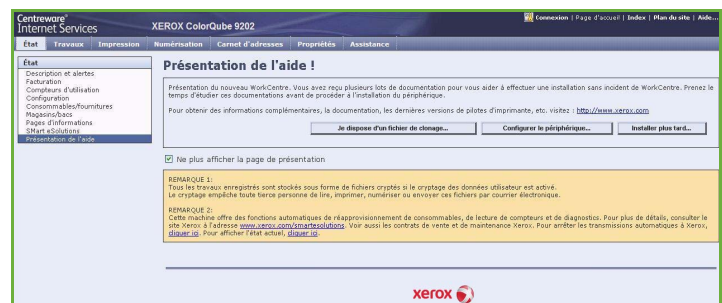 Centreware®
Internet Services
XEROX ColorQube 9202
Connexion | Page d'accueil | Index | Plan du site | Aide...
État Travaux Impression Numérisation Carnet d'adresses Propriétés Assistance
État
Description et alertes
Facturation
Compteurs d'utilisation
Configuration
Consommables/fournitures
Magasins/bacs
Pages d'informations
SMart eSolutions
Présentation de l'aide
Présentation de l'aide !
Présentation du nouveau WorkCentre. Vous avez reçu plusieurs lots de documentation pour vous aider à effectuer une installation sans incident de WorkCentre. Prenez le
temps d'étudier ces documentations avant de procéder à l'installation du périphérique.
Pour obtenir des informations complémentaires, la documentation, les dernières versions de pilotes d'imprimante, etc. visitez : http://www.xerox.com
Je dispose d'un fichier de clonage... Configurer le périphérique... Installer plus tard...
Ne plus afficher la page de présentation
REMARQUE 1:
Tous les travaux enregistrés sont stockés sous forme de fichiers cryptés si le cryptage des données utilisateur est activé.
Le cryptage empêche toute tierce personne de lire, imprimer, numériser ou envoyer ces fichiers par courrier électronique.
REMARQUE 2:
Cette machine offre des fonctions automatiques de réapprovisionnement de consommables, de lecture de compteurs et de diagnostics. Pour plus de détails, consulter le
site Xerox à l'adresse www.xerox.com/smartesolutions. Voir aussi les contrats de vente et de maintenance Xerox. Pour arrêter les transmissions automatiques à Xerox,
cliquer ici. Pour afficher l'état actuel, cliquer ici.
xerox